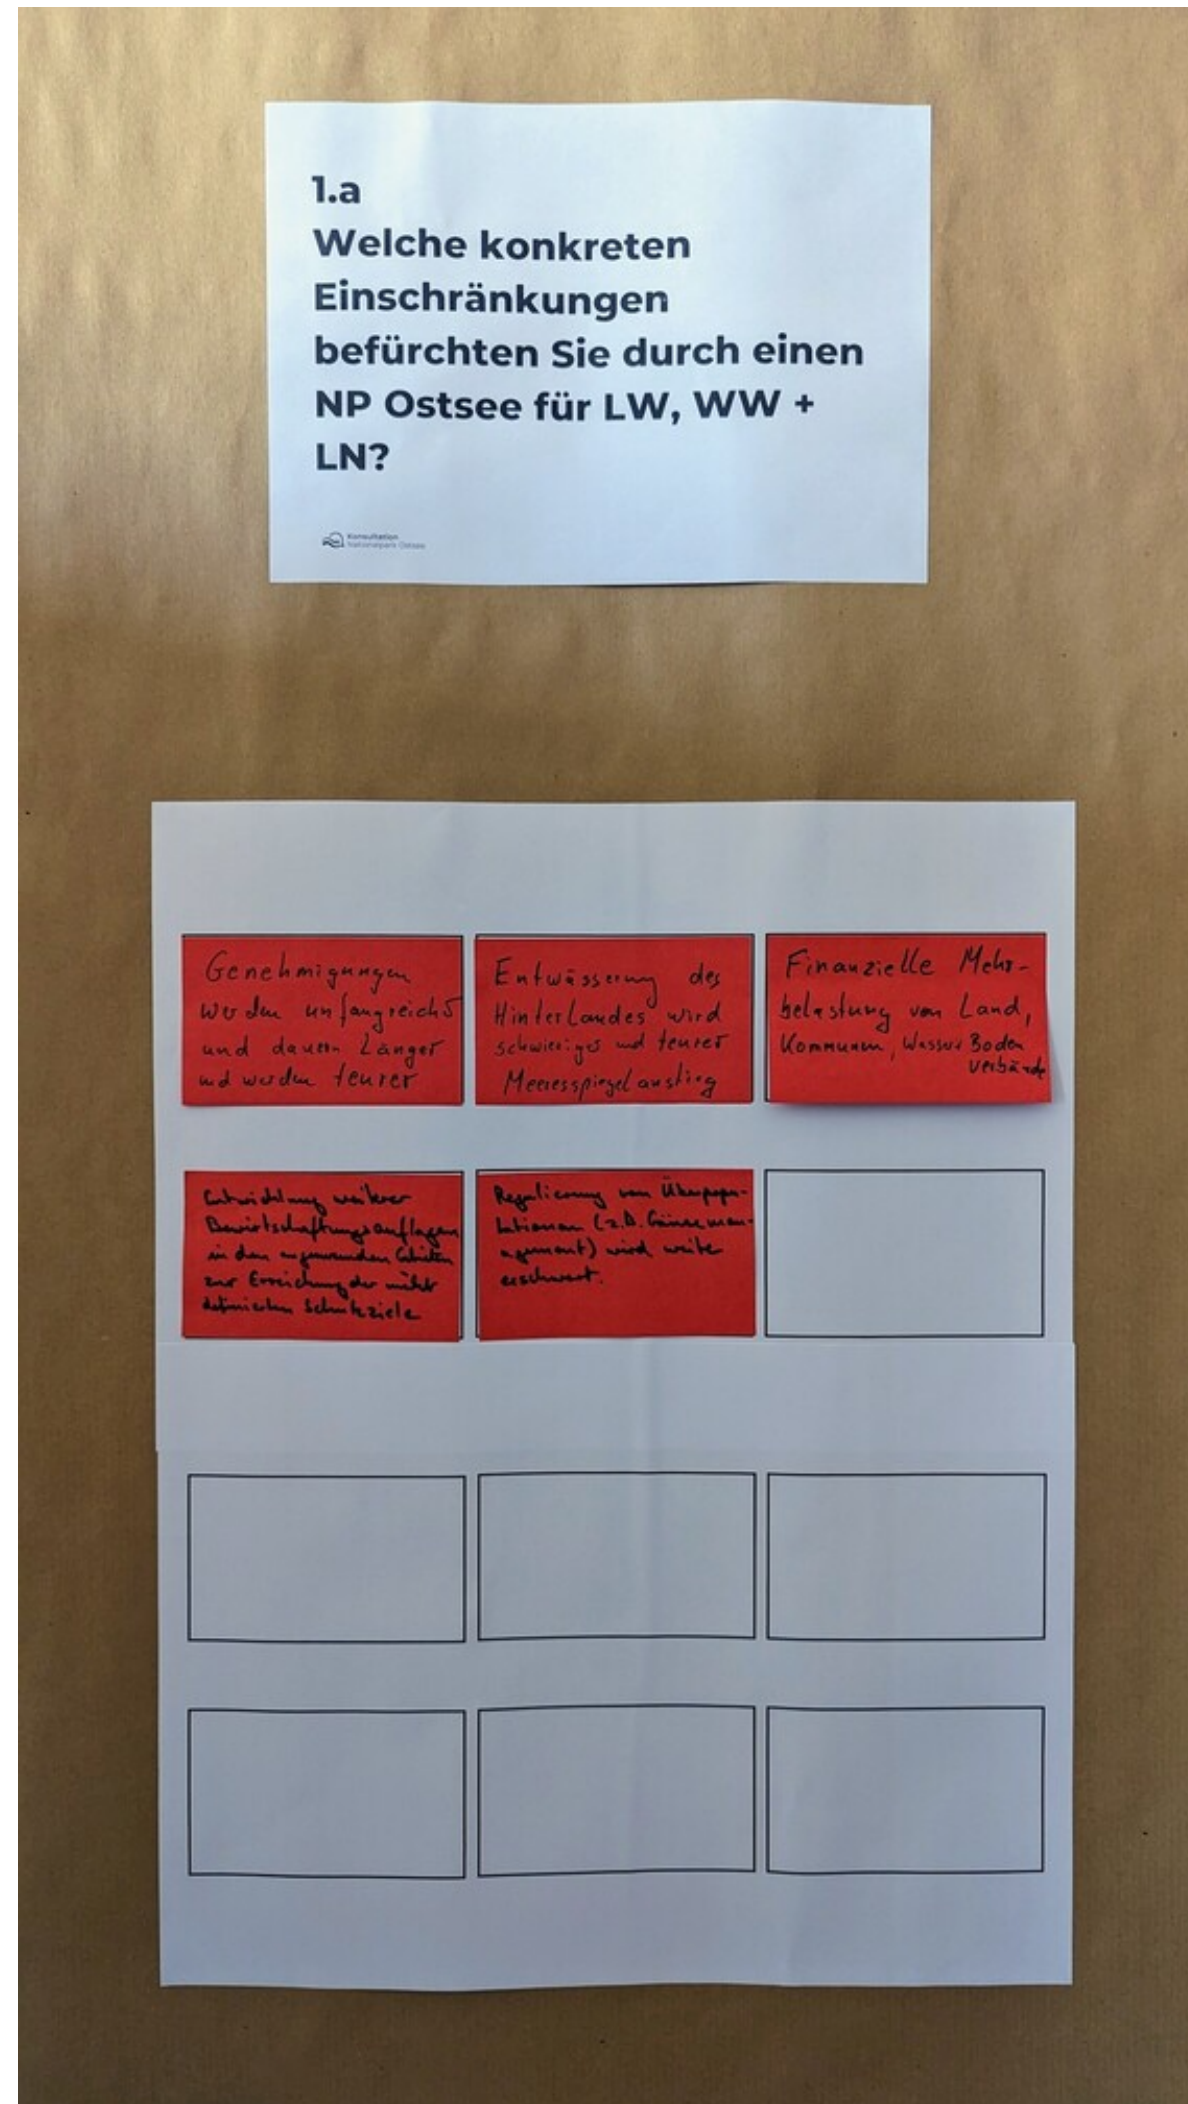 1.a
Welche konkreten
Einschränkungen
befürchten Sie durch einen
NP Ostsee für LW, WW +
LN?
Konsultation
Nationalpark Ostsee
Genehmigungen
werden umfangreich
und dauern Länger
und werden teurer
Entwässerung des
Hinterlandes wird
schwieriger und teurer
Meeresspiegelanstieg
Finanzielle Mehr-
belastung von Land,
Kommunen, Wasser Boden
verbände
Entwicklung weiterer
Bewirtschaftungsauflagen
in den angrenzenden Gebieten
zur Erreichung der nicht
definierten Schutzziele
Regulierung von Überpopu-
lationen (z.B. Gänseman-
agement) wird weiter
erschwert.